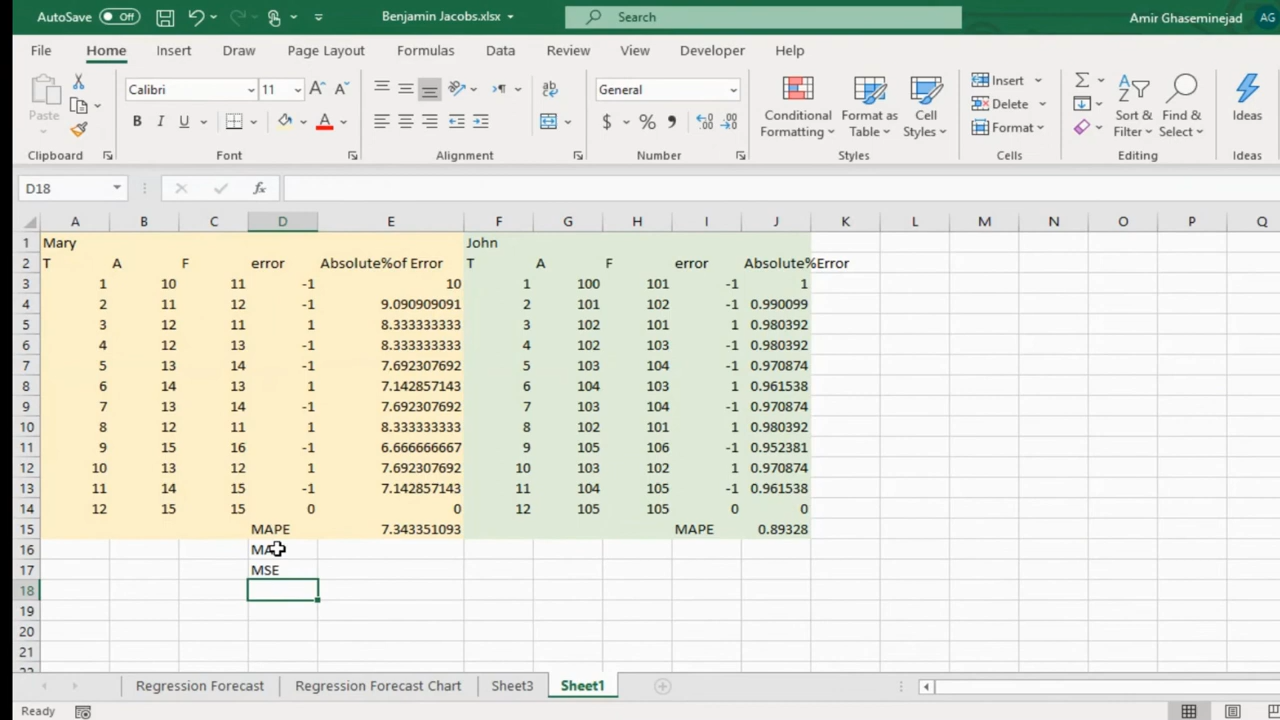 AutoSave Off Benjamin Jacobs.xlsx Search Amir Ghaseminejad AG
File Home Insert Draw Page Layout Formulas Data Review View Developer Help
Paste Calibri 11 General Conditional Formatting Format as Table Cell Styles Insert Delete Format Sort & Filter Find & Select Ideas
Clipboard Font Alignment Number Styles Cells Editing Ideas
D18 fx
A B C D E F G H I J K L M N O P Q
1 Mary John
2 T A F error Absolute%of Error T A F error Absolute%Error
3 1 10 11 -1 10 1 100 101 -1 1
4 2 11 12 -1 9.090909091 2 101 102 -1 0.990099
5 3 12 11 1 8.333333333 3 102 101 1 0.980392
6 4 12 13 -1 8.333333333 4 102 103 -1 0.980392
7 5 13 14 -1 7.692307692 5 103 104 -1 0.970874
8 6 14 13 1 7.142857143 6 104 103 1 0.961538
9 7 13 14 -1 7.692307692 7 103 104 -1 0.970874
10 8 12 11 1 8.333333333 8 102 101 1 0.980392
11 9 15 16 -1 6.666666667 9 105 106 -1 0.952381
12 10 13 12 1 7.692307692 10 103 102 1 0.970874
13 11 14 15 -1 7.142857143 11 104 105 -1 0.961538
14 12 15 15 0 0 12 105 105 0 0
15 MAPE 7.343351093 MAPE 0.89328
16
17 MSE
18
19
20
21
Regression Forecast Regression Forecast Chart Sheet3 Sheet1
Ready